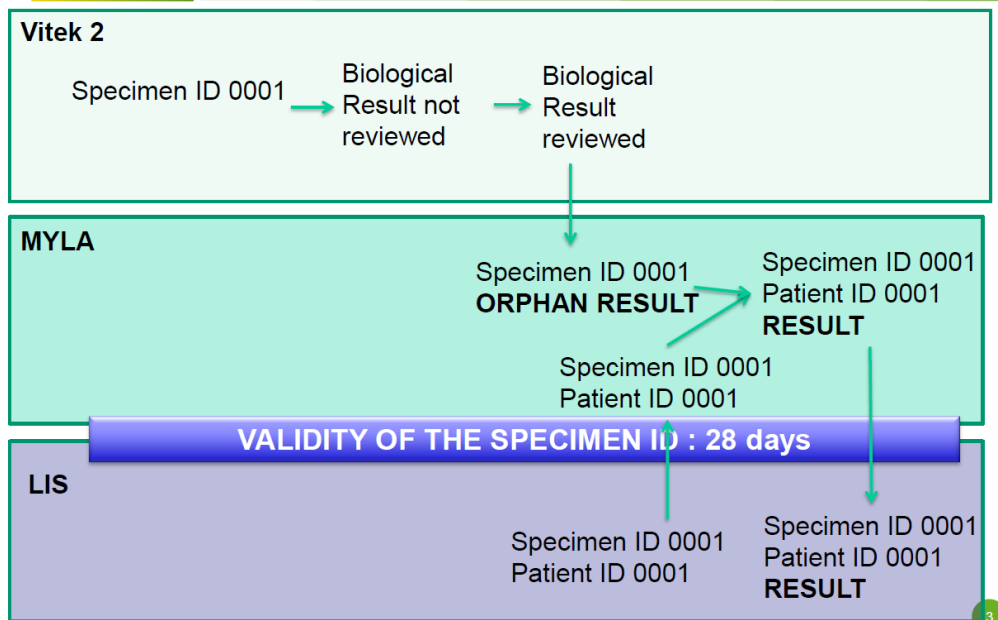 Vitek 2
Specimen ID 0001
Biological
Result not
reviewed
Biological
Result
reviewed
MYLA
Specimen ID 0001
ORPHAN RESULT
Specimen ID 0001
Patient ID 0001
RESULT
Specimen ID 0001
Patient ID 0001
VALIDITY OF THE SPECIMEN ID : 28 days
LIS
Specimen ID 0001
Patient ID 0001
Specimen ID 0001
Patient ID 0001
RESULT
3